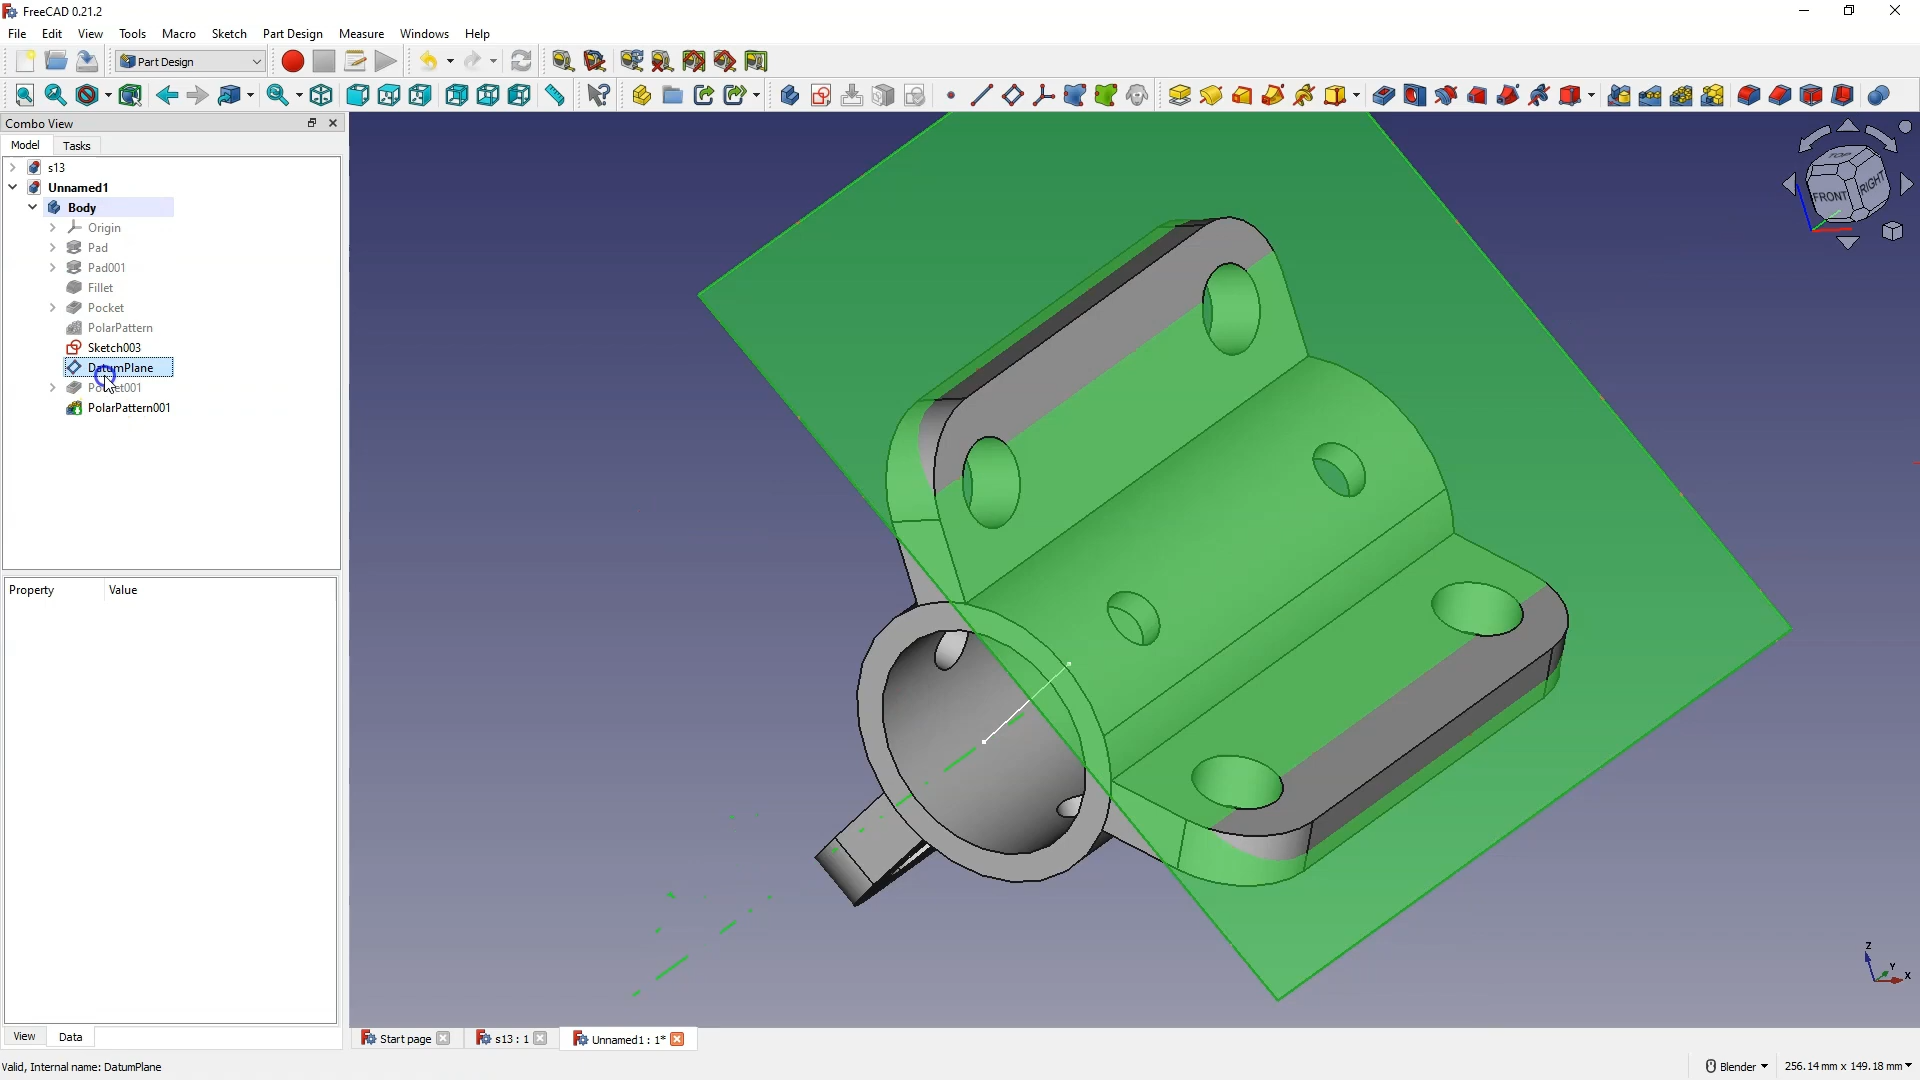 FreeCAD 0.21.2
File Edit View Tools Macro Sketch Part Design Measure Windows Help
Part Design
Combo View
Model Tasks
s13
Unnamed1
Body
Origin
Pad
Pad001
Fillet
Pocket
PolarPattern
Sketch003
DatumPlane
Pocket001
PolarPattern001
Property Value
View Data
TOP
FRONT
RIGHT
Z
Y
X
Start page
s13 : 1
Unnamed1 : 1*
Valid, Internal name: DatumPlane
Blender
256.14 mm x 149.18 mm